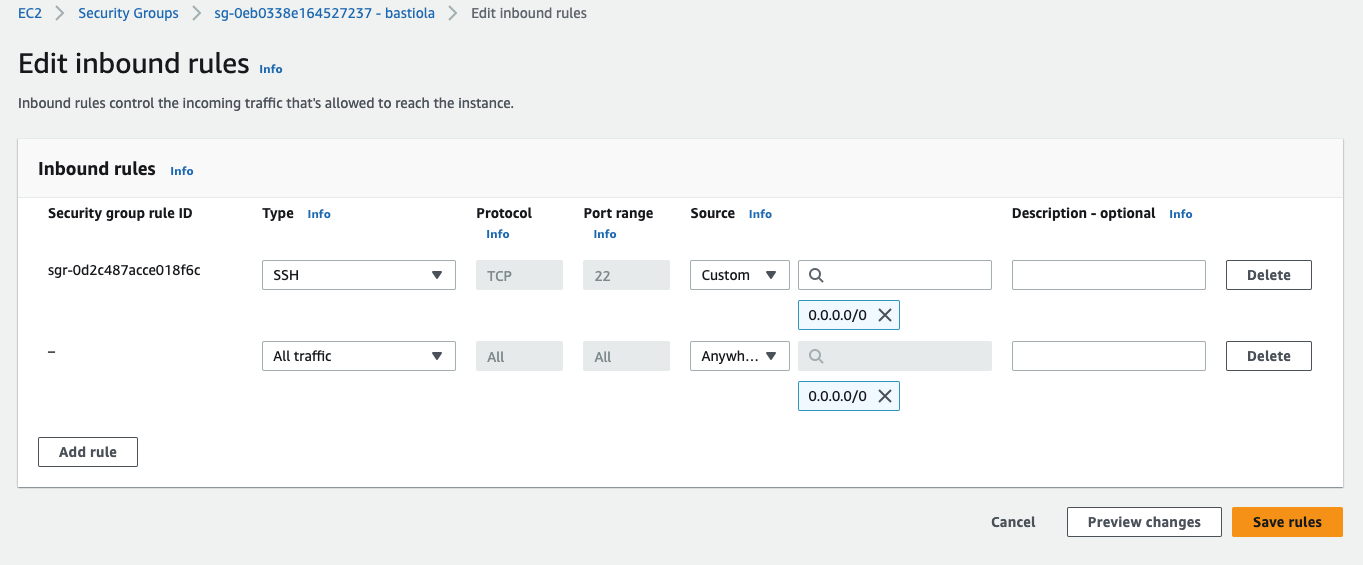 EC2 > Security Groups > sg-0eb0338e164527237 - bastiola > Edit inbound rules
Edit inbound rules Info
Inbound rules control the incoming traffic that's allowed to reach the instance.
Inbound rules Info
Security group rule ID Type Info Protocol Info Port range Info Source Info Description - optional Info
sgr-0d2c487acce018f6c SSH TCP 22 Custom Delete
0.0.0.0/0
– All traffic All All Anywh... Delete
0.0.0.0/0
Add rule
Cancel Preview changes Save rules